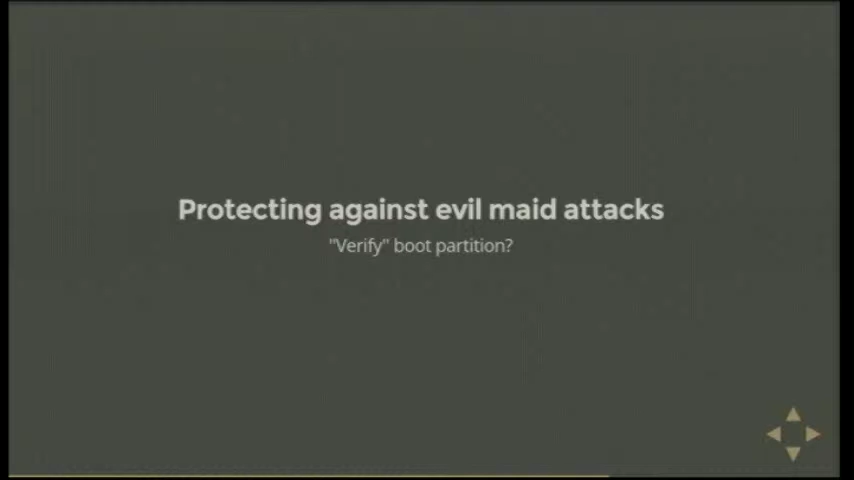 Protecting against evil maid attacks
"Verify" boot partition?